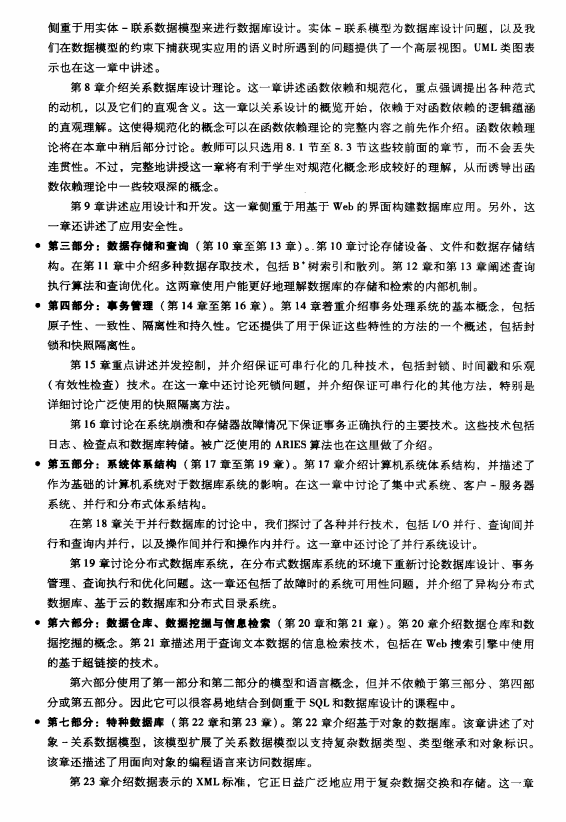 侧重于用实体－联系数据模型来进行数据库设计。实体－联系模型为数据库设计问题，以及我
们在数据模型的约束下捕获现实应用的语义时所遇到的问题提供了一个高层视图。UML 类图表
示也在这一章中讲述。
第 8 章介绍关系数据库设计理论。这一章讲述函数依赖和规范化，重点强调提出各种范式
的动机，以及它们的直观含义。这一章以关系设计的概览开始，依赖于对函数依赖的逻辑蕴涵
的直观理解。这使得规范化的概念可以在函数依赖理论的完整内容之前先作介绍。函数依赖理
论将在本章中稍后部分讨论。教师可以只选用 8.1 节至 8.3 节这些较前面的章节，而不会丢失
连贯性。不过，完整地讲授这一章将有利于学生对规范化概念形成较好的理解，从而诱导出函
数依赖理论中一些较艰深的概念。
第 9 章讲述应用设计和开发。这一章侧重于用基于 Web 的界面构建数据库应用。另外，这
一章还讲述了应用安全性。
● 第三部分：数据存储和查询（第 10 章至第 13 章）。第 10 章讨论存储设备、文件和数据存储结
构。在第 11 章中介绍多种数据存取技术，包括 B⁺树索引和散列。第 12 章和第 13 章阐述查询
执行算法和查询优化。这两章使用户能更好地理解数据库的存储和检索的内部机制。
● 第四部分：事务管理（第 14 章至第 16 章）。第 14 章着重介绍事务处理系统的基本概念，包括
原子性、一致性、隔离性和持久性。它还提供了用于保证这些特性的方法的一个概述，包括封
锁和快照隔离性。
第 15 章重点讲述并发控制，并介绍保证可串行化的几种技术，包括封锁、时间戳和乐观
（有效性检查）技术。在这一章中还讨论死锁问题，并介绍保证可串行化的其他方法，特别是
详细讨论广泛使用的快照隔离方法。
第 16 章讨论在系统崩溃和存储器故障情况下保证事务正确执行的主要技术。这些技术包括
日志、检查点和数据库转储。被广泛使用的 ARIES 算法也在这里做了介绍。
● 第五部分：系统体系结构（第 17 章至第 19 章）。第 17 章介绍计算机系统体系结构，并描述了
作为基础的计算机系统对于数据库系统的影响。在这一章中讨论了集中式系统、客户－服务器
系统、并行和分布式体系结构。
在第 18 章关于并行数据库的讨论中，我们探讨了各种并行技术，包括 I/O 并行、查询间并
行和查询内并行，以及操作间并行和操作内并行。这一章中还讨论了并行系统设计。
第 19 章讨论分布式数据库系统，在分布式数据库系统的环境下重新讨论数据库设计、事务
管理、查询执行和优化问题。这一章还包括了故障时的系统可用性问题，并介绍了异构分布式
数据库、基于云的数据库和分布式目录系统。
● 第六部分：数据仓库、数据挖掘与信息检索（第 20 章和第 21 章）。第 20 章介绍数据仓库和数
据挖掘的概念。第 21 章描述用于查询文本数据的信息检索技术，包括在 Web 搜索引擎中使用
的基于超链接的技术。
第六部分使用了第一部分和第二部分的模型和语言概念，但并不依赖于第三部分、第四部
分或第五部分。因此它可以很容易地结合到侧重于 SQL 和数据库设计的课程中。
● 第七部分：特种数据库（第 22 章和第 23 章）。第 22 章介绍基于对象的数据库。该章讲述了对
象－关系数据模型，该模型扩展了关系数据模型以支持复杂数据类型、类型继承和对象标识。
该章还描述了用面向对象的编程语言来访问数据库。
第 23 章介绍数据表示的 XML 标准，它正日益广泛地应用于复杂数据交换和存储。这一章